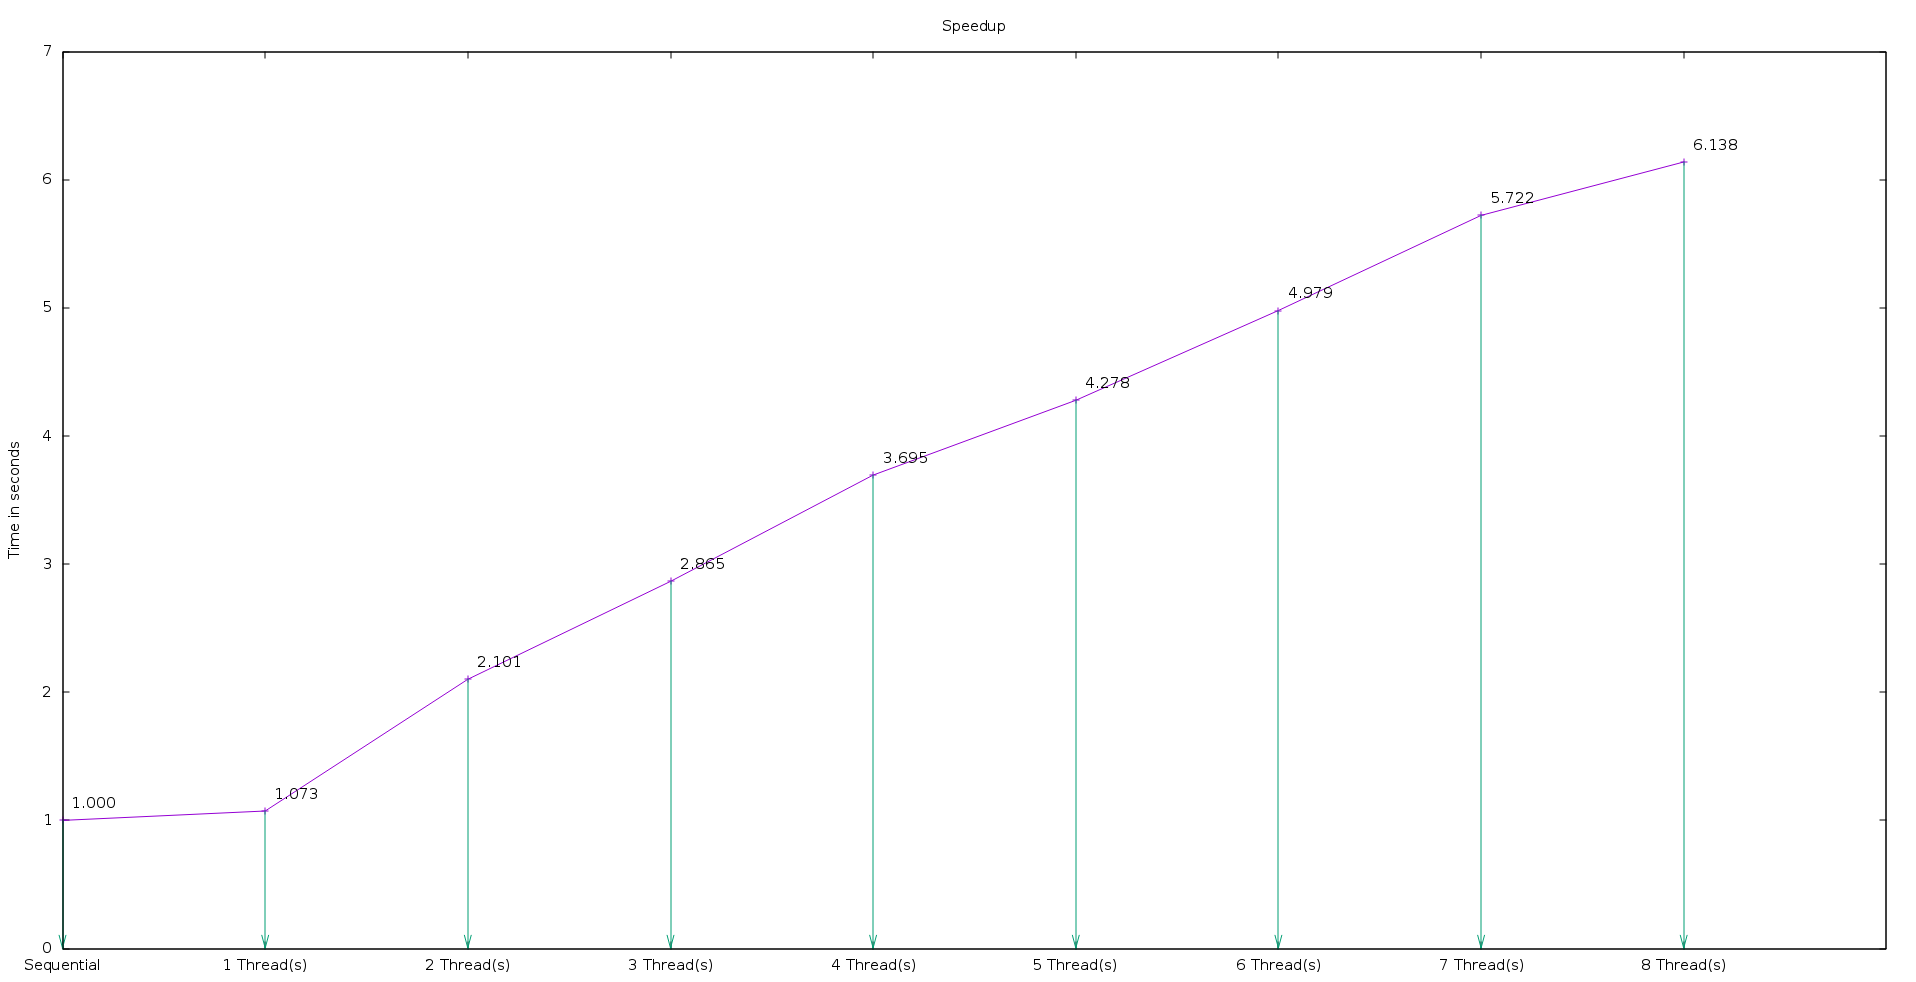 Speedup
7
6
5
4
3
2
1
0
Time in seconds
1.000
1.073
2.101
2.865
3.695
4.278
4.979
5.722
6.138
Sequential
1 Thread(s)
2 Thread(s)
3 Thread(s)
4 Thread(s)
5 Thread(s)
6 Thread(s)
7 Thread(s)
8 Thread(s)